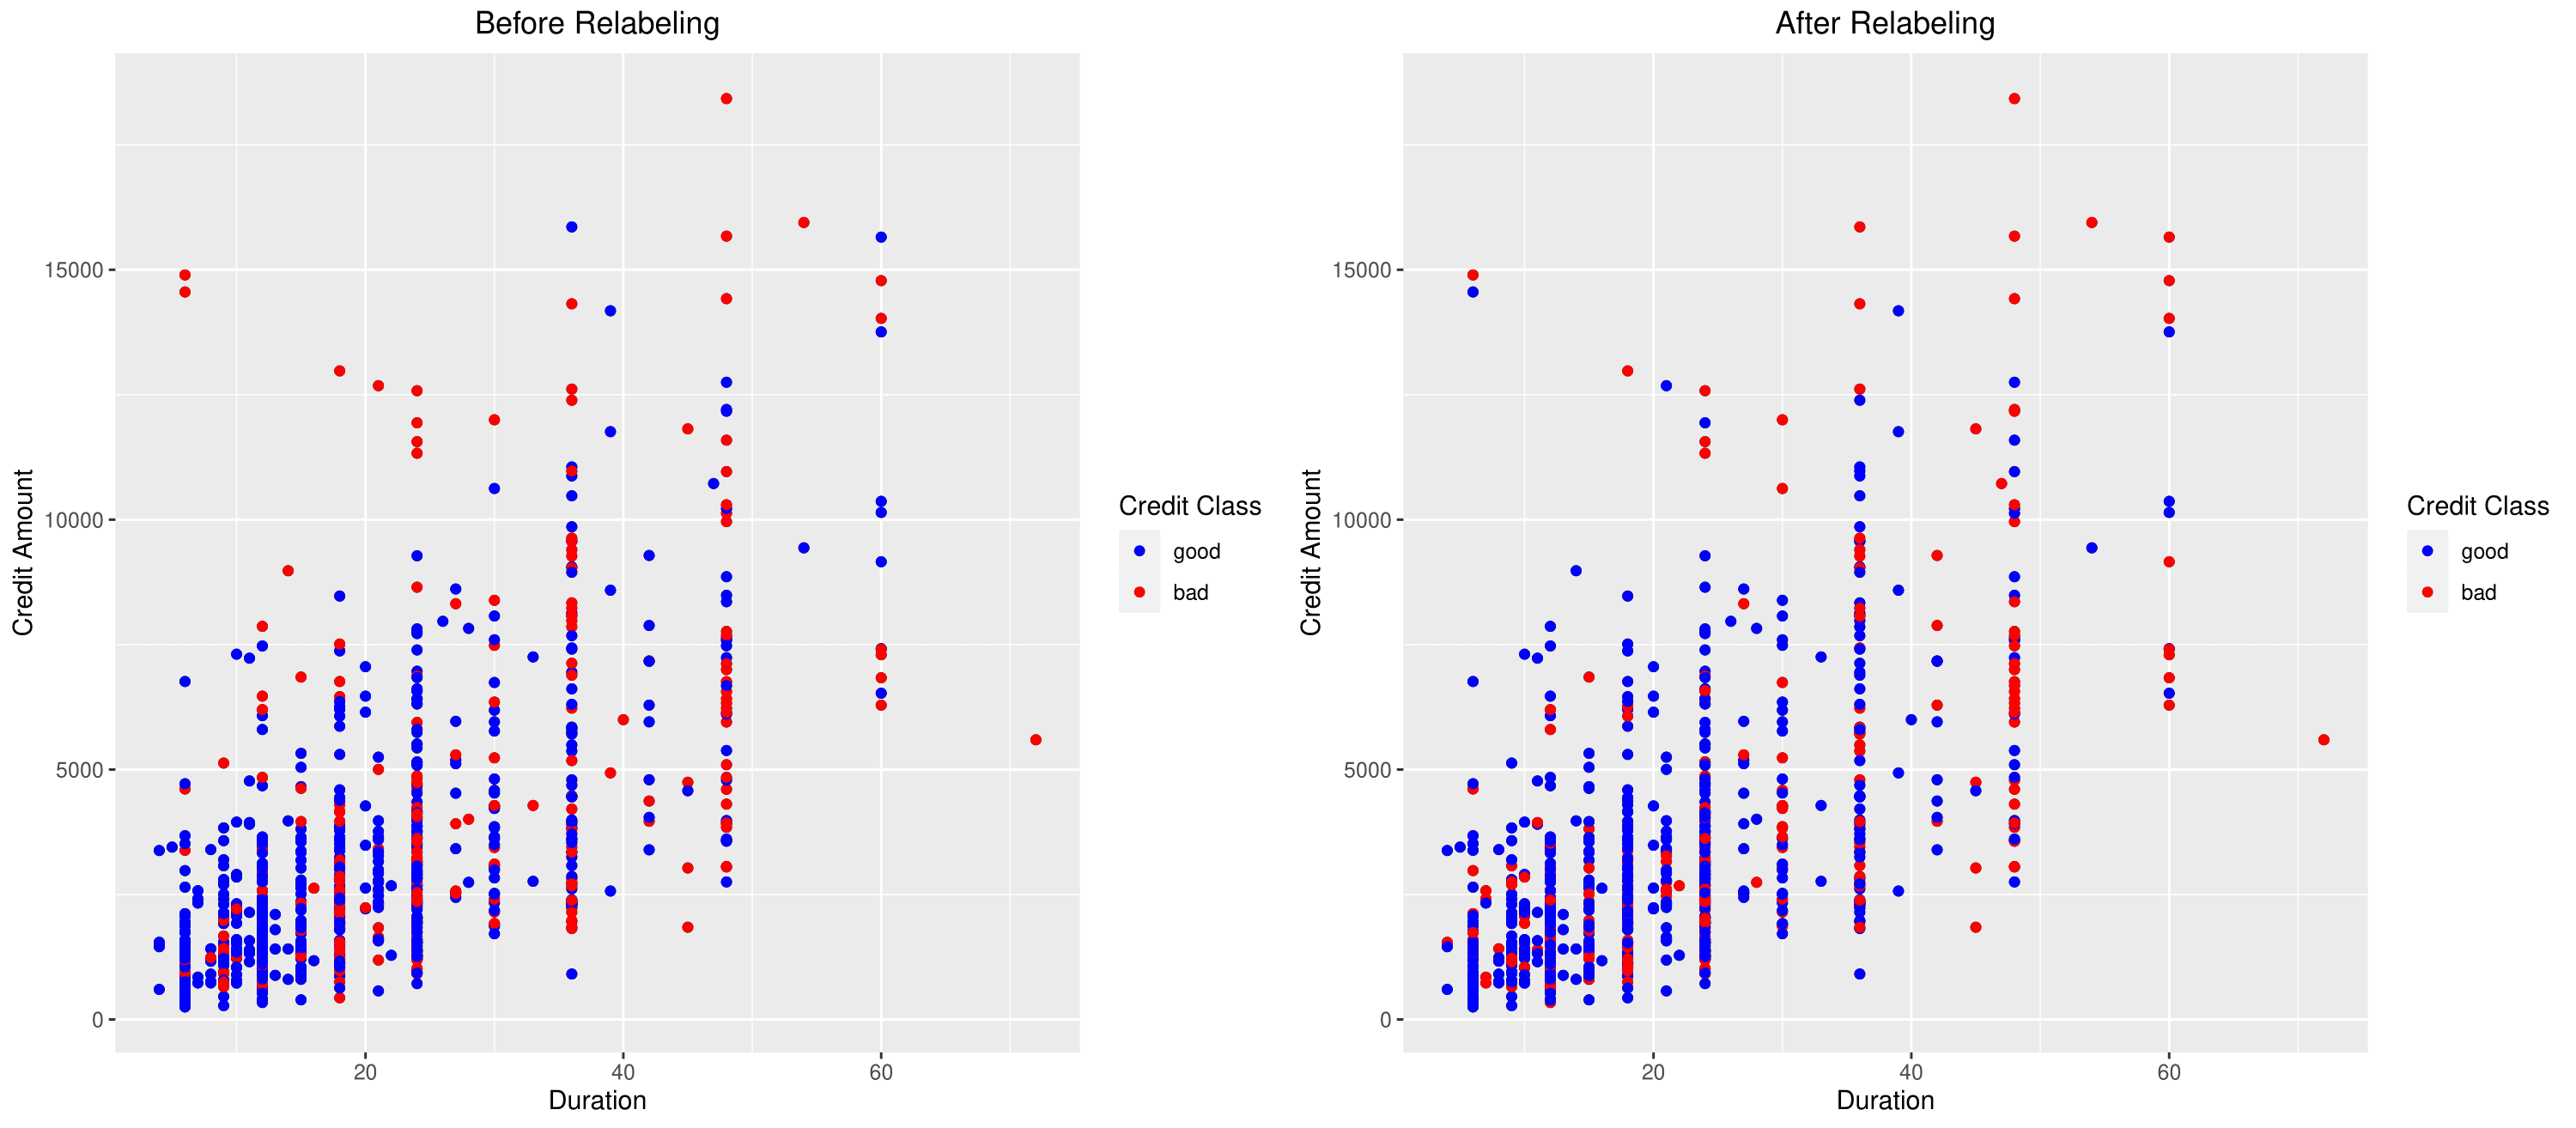 Before Relabeling
Credit Amount
15000
10000
5000
0
20 40 60
Duration
Credit Class
good
bad
After Relabeling
Credit Amount
15000
10000
5000
0
20 40 60
Duration
Credit Class
good
bad